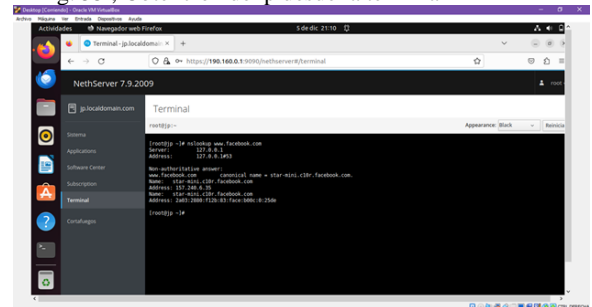 Desktop [Corriendo] - Oracle VM VirtualBox
Archivo Máquina Ver Entrada Dispositivos Ayuda
Actividades Navegador web Firefox 5 de dic 21:10
Terminal - jp.localdomain
https://190.160.0.1:9090/nethserver#/terminal
NethServer 7.9.2009
root
jp.localdomain.com
Terminal
root@jp:~
Appearance: Black
Reinicia
Sistema
Applications
Software Center
Subscription
Terminal
Cortafuegos
[root@jp ~]# nslookup www.facebook.com
Server: 127.0.0.1
Address: 127.0.0.1#53
Non-authoritative answer:
www.facebook.com canonical name = star-mini.c10r.facebook.com.
Name: star-mini.c10r.facebook.com
Address: 157.240.6.35
Name: star-mini.c10r.facebook.com
Address: 2a03:2880:f12b:83:face:b00c:0:25de
[root@jp ~]#
CTRL DERECHA